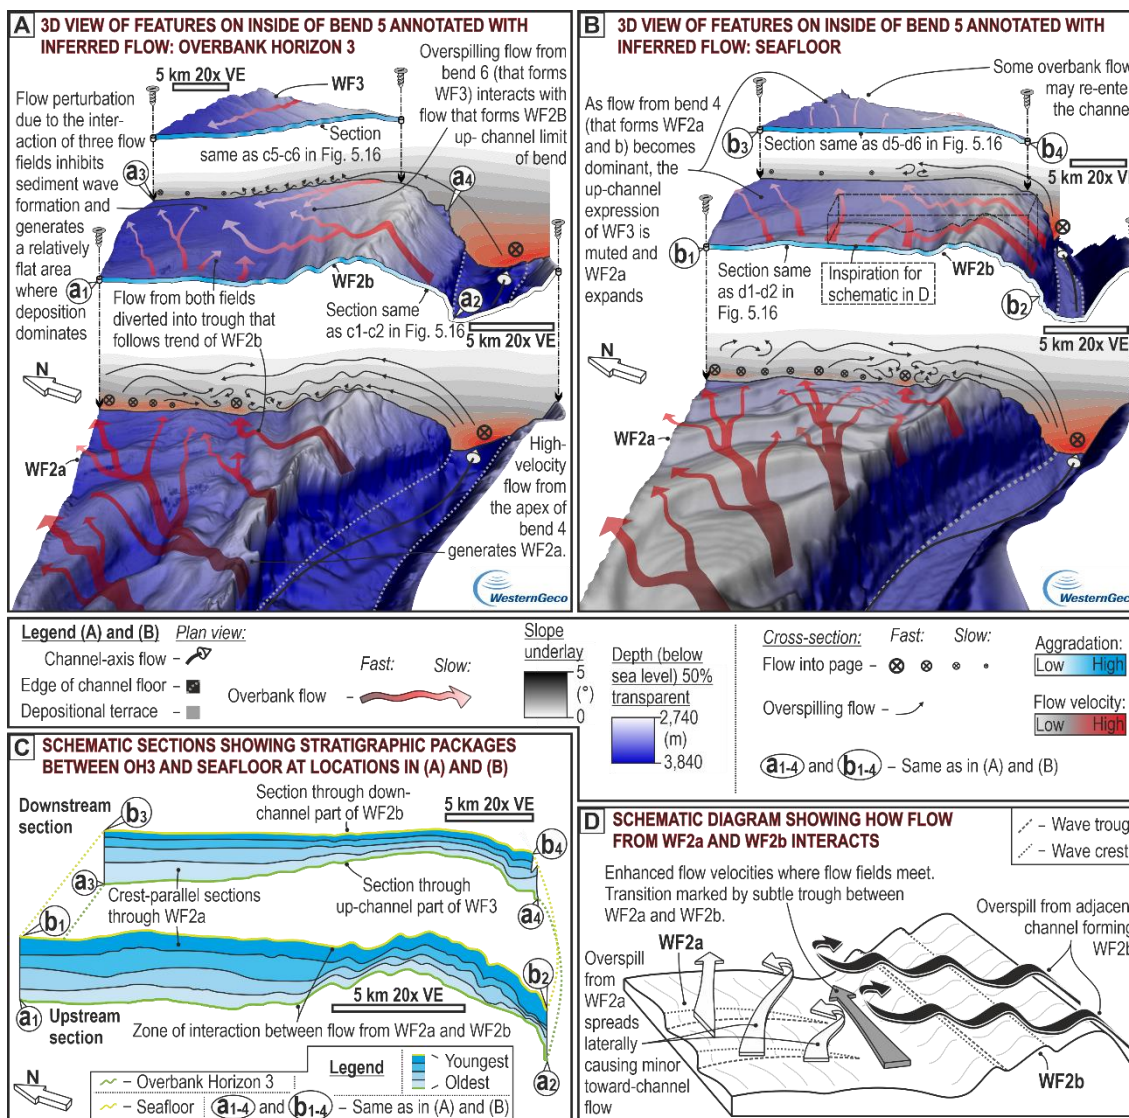 A 3D VIEW OF FEATURES ON INSIDE OF BEND 5 ANNOTATED WITH
INFERRED FLOW: OVERBANK HORIZON 3
5 km 20x VE
WF3
Overspilling flow from
bend 6 (that forms
WF3) interacts with
flow that forms WF2B
up- channel limit
of bend
Flow perturbation
due to the inter-
action of three flow
fields inhibits
sediment wave
formation and
generates
a relatively
flat area
where
deposition
dominates
Section
same as c5-c6 in Fig. 5.16
a3
a4
a1
a2
WF2b
Flow from both fields
diverted into trough that
follows trend of WF2b
Section same
as c1-c2 in Fig. 5.16
5 km 20x VE
N
WF2a
High-
velocity
flow from
the apex of
bend 4
generates WF2a.
WesternGeco
B 3D VIEW OF FEATURES ON INSIDE OF BEND 5 ANNOTATED WITH
INFERRED FLOW: SEAFLOOR
Some overbank flow
may re-ente
the channe
As flow from bend 4
(that forms WF2a
and b) becomes
dominant, the
up-channel
expression
of WF3 is
muted and
WF2a
expands
b3
Section same as d5-d6 in Fig. 5.16
b4
5 km 20x VE
b1
Section same
as d1-d2 in
Fig. 5.16
Inspiration for
schematic in D
WF2b
b2
5 km 20x VE
N
WF2a
WesternGeco
Legend (A) and (B)
Plan view:
Channel-axis flow –
Edge of channel floor –
Depositional terrace –
Fast:
Slow:
Overbank flow –
Slope
underlay
5
(°)
0
Depth (below
sea level) 50%
transparent
2,740
(m)
3,840
Cross-section:
Fast:
Slow:
Flow into page –
Overspilling flow –
a1-4 and b1-4 – Same as in (A) and (B)
Aggradation:
Low High
Flow velocity:
Low High
C SCHEMATIC SECTIONS SHOWING STRATIGRAPHIC PACKAGES
BETWEEN OH3 AND SEAFLOOR AT LOCATIONS IN (A) AND (B)
Downstream
section
b3
Section through down-
channel part of WF2b
5 km 20x VE
b4
a3
Crest-parallel sections
through WF2a
Section through
up-channel part of WF3
a4
b1
b2
a1
Upstream
section
5 km 20x VE
Zone of interaction between flow from WF2a and WF2b
a2
N
Legend
Youngest
Oldest
– Overbank Horizon 3
– Seafloor
a1-4 and b1-4 – Same as in (A) and (B)
D SCHEMATIC DIAGRAM SHOWING HOW FLOW
FROM WF2a AND WF2b INTERACTS
– Wave troug
– Wave crest
Enhanced flow velocities where flow fields meet.
Transition marked by subtle trough between
WF2a and WF2b.
Overspill from adjacen
channel forming
WF2b
WF2a
Overspill
from
WF2a
spreads
laterally
causing minor
toward-channel
flow
WF2b